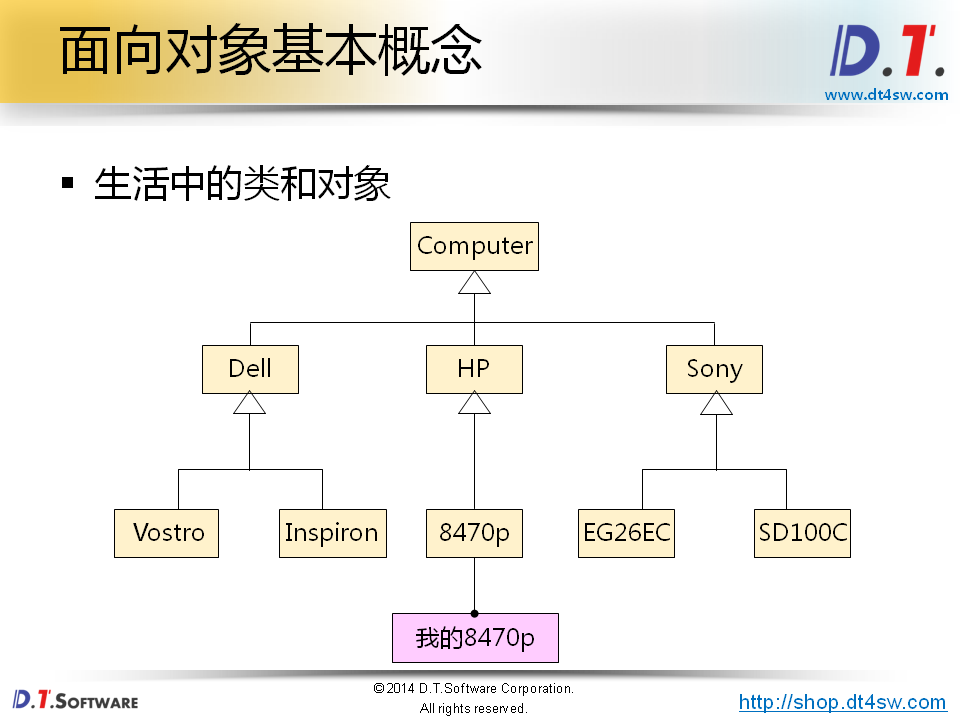 面向对象基本概念
D.T.
www.dt4sw.com
▪ 生活中的类和对象
Computer
Dell HP Sony
Vostro Inspiron 8470p EG26EC SD100C
我的8470p
D.T.SOFTWARE
©2014 D.T.Software Corporation.
All rights reserved.
http://shop.dt4sw.com